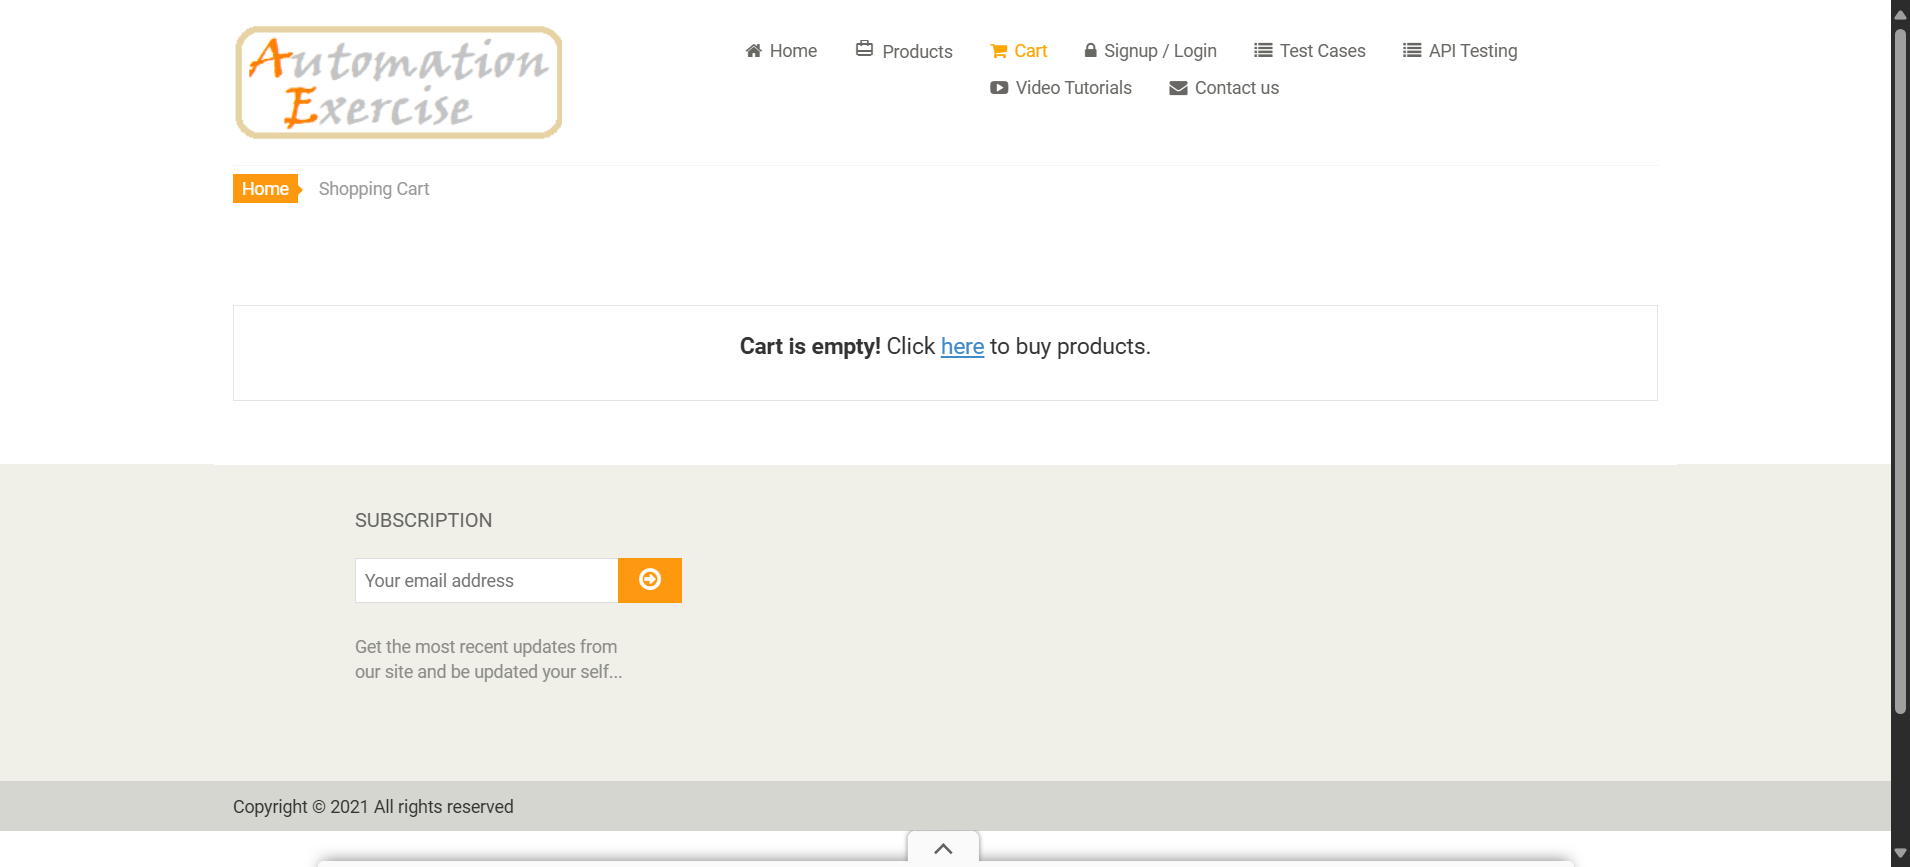 Automation
Exercise
Home
Products
Cart
Signup / Login
Test Cases
API Testing
Video Tutorials
Contact us
Home
Shopping Cart
Cart is empty! Click here to buy products.
SUBSCRIPTION
Your email address
Get the most recent updates from
our site and be updated your self...
Copyright © 2021 All rights reserved